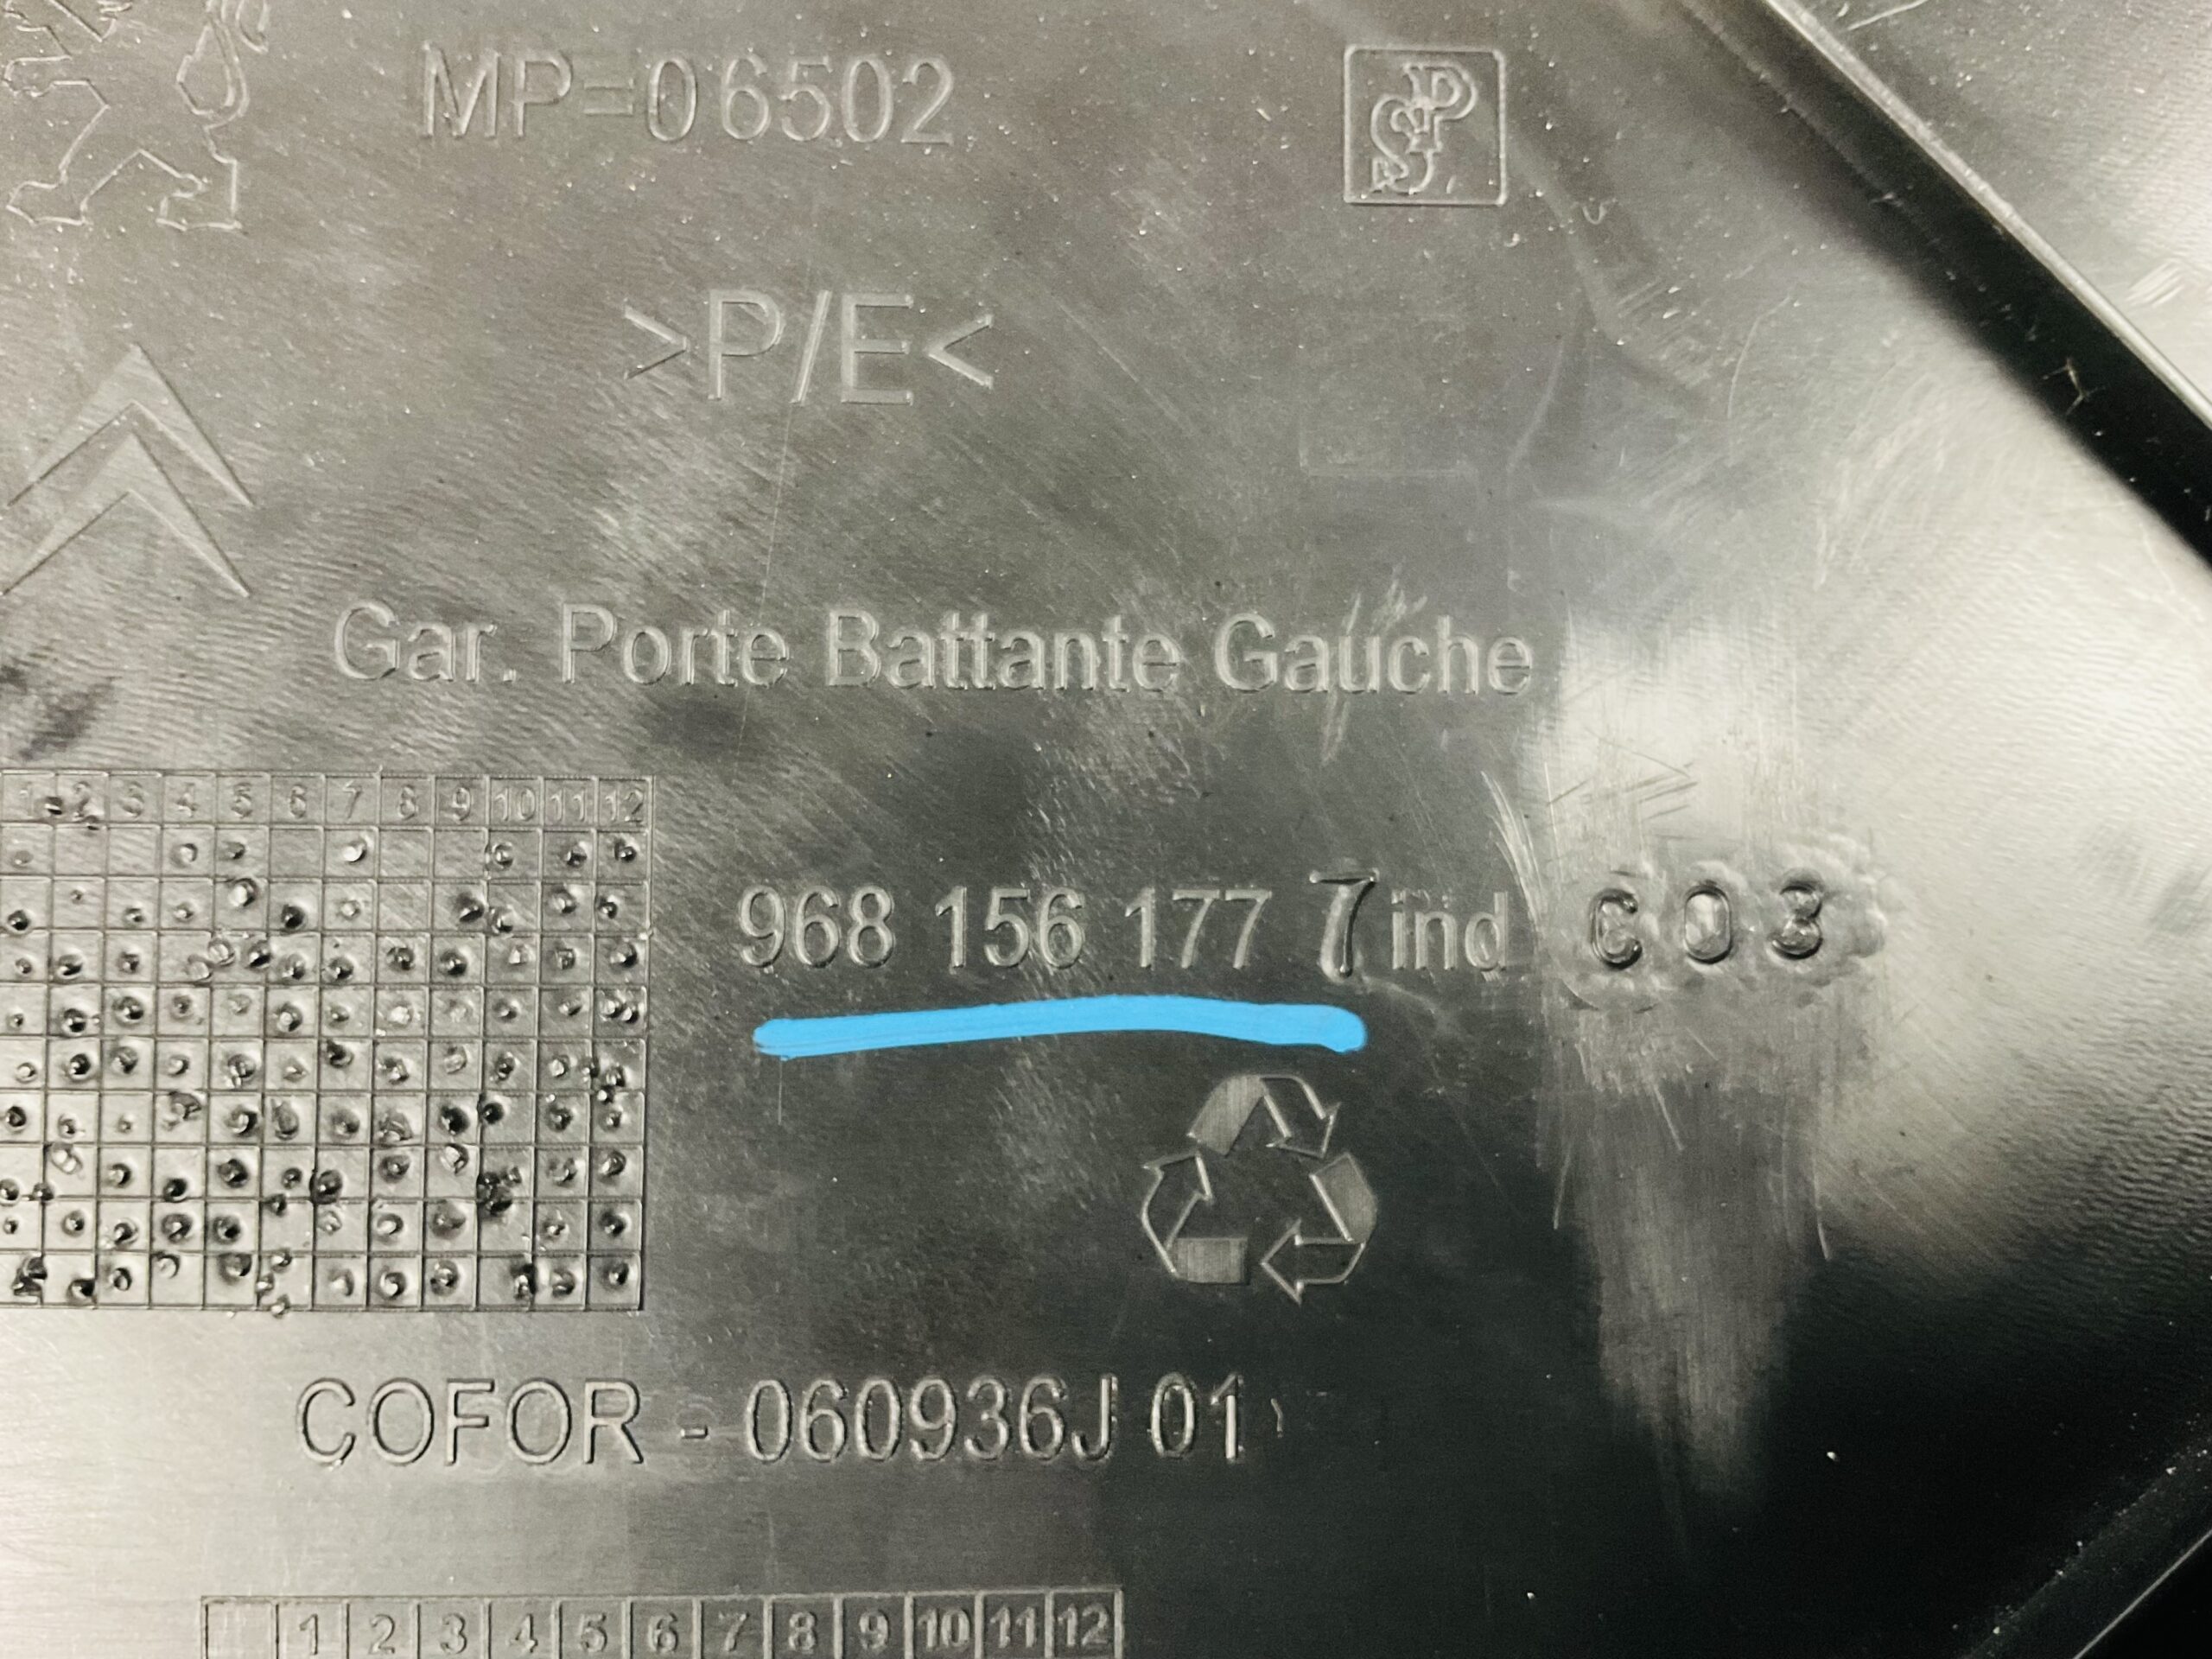 MP=06502
PSA
>P/E<
Gar. Porte Battante Gauche
1 2 3 4 5 6 7 8 9 10 11 12
968 156 177 7 ind C03
COFOR - 060936J 01
1 2 3 4 5 6 7 8 9 10 11 12